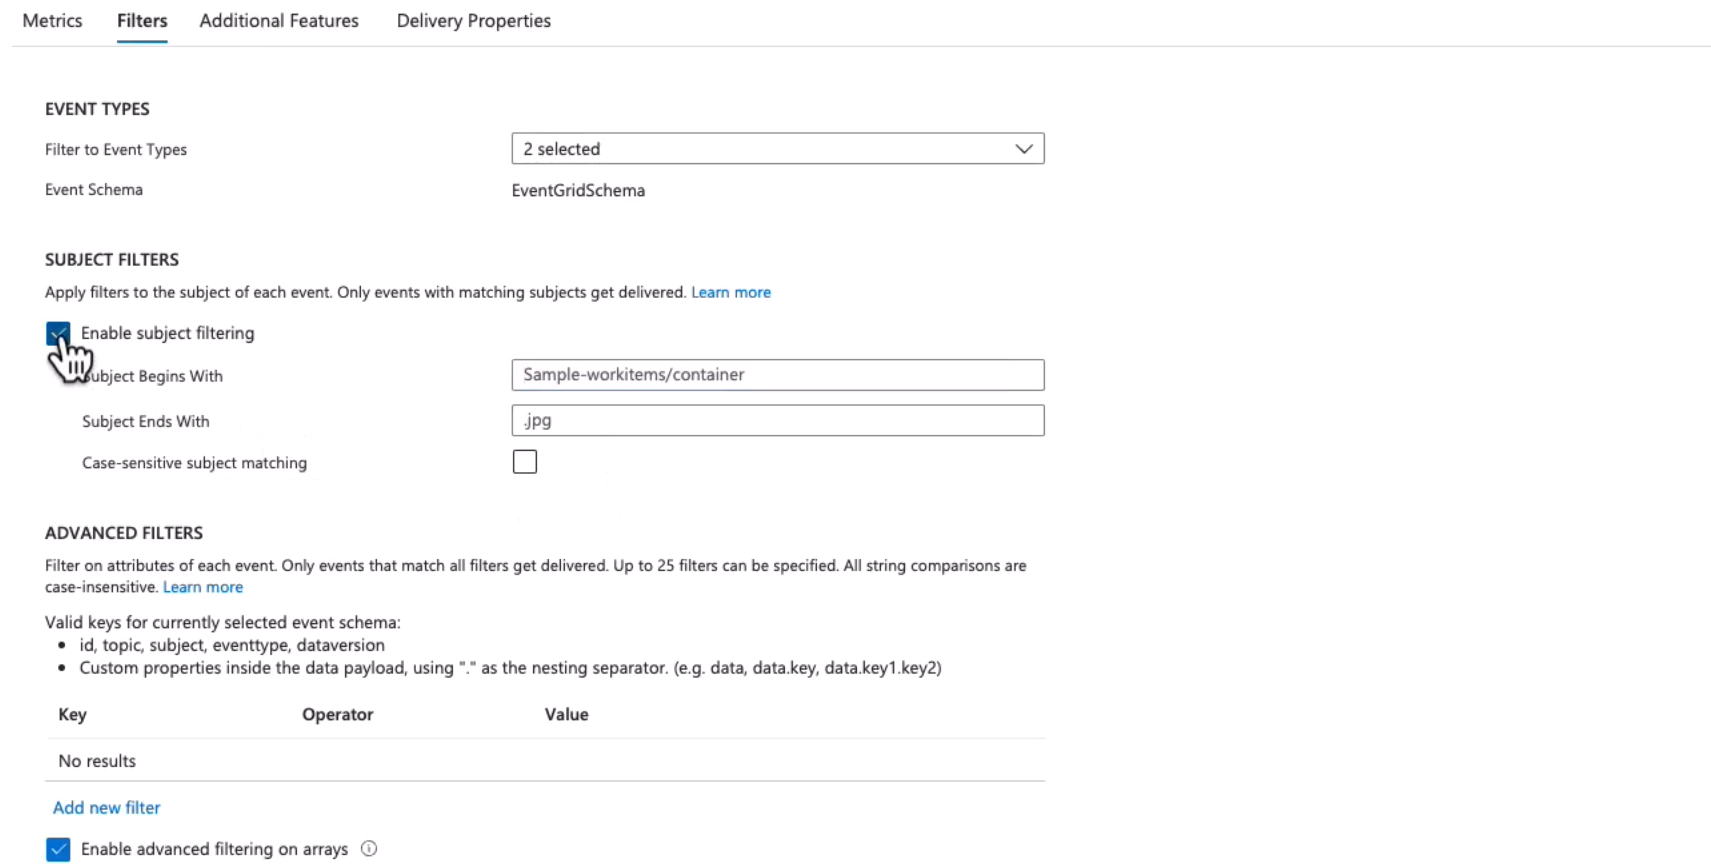 Metrics Filters Additional Features Delivery Properties
EVENT TYPES
Filter to Event Types 2 selected
Event Schema EventGridSchema
SUBJECT FILTERS
Apply filters to the subject of each event. Only events with matching subjects get delivered. Learn more
Enable subject filtering
ubject Begins With Sample-workitems/container
Subject Ends With .jpg
Case-sensitive subject matching
ADVANCED FILTERS
Filter on attributes of each event. Only events that match all filters get delivered. Up to 25 filters can be specified. All string comparisons are
case-insensitive. Learn more
Valid keys for currently selected event schema:
• id, topic, subject, eventtype, dataversion
• Custom properties inside the data payload, using "." as the nesting separator. (e.g. data, data.key, data.key1.key2)
Key Operator Value
No results
Add new filter
Enable advanced filtering on arrays